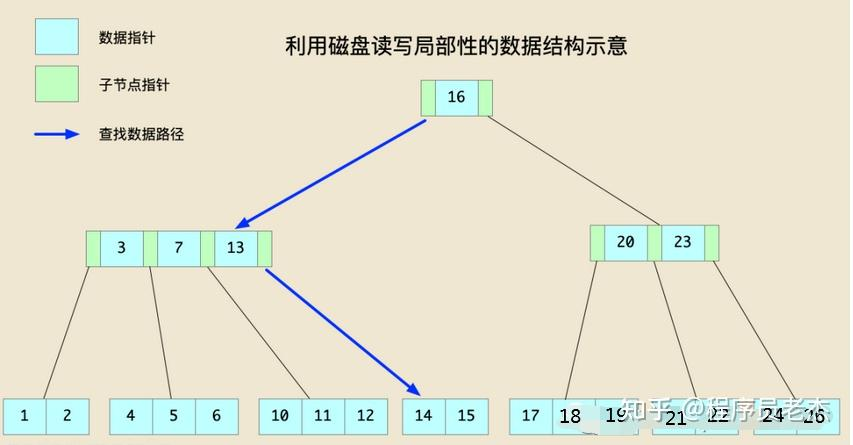 数据指针
利用磁盘读写局部性的数据结构示意
子节点指针
16
查找数据路径
3 7 13
20 23
1 2
4 5 6
10 11 12
14 15
17 18 19
21 22
24 26
知乎 @程序员老杰